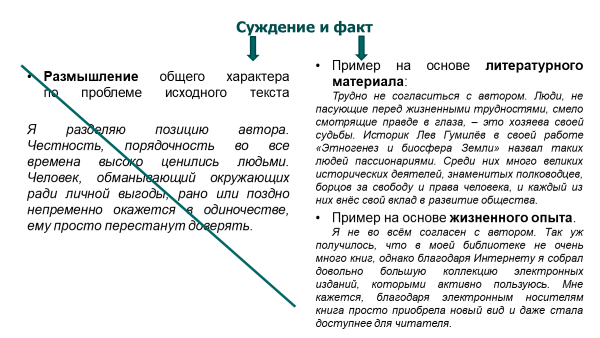 Суждение и факт
• Размышление общего характера
по проблеме исходного текста
Я разделяю позицию автора.
Честность, порядочность во все
времена высоко ценились людьми.
Человек, обманывающий окружающих
ради личной выгоды, рано или поздно
непременно окажется в одиночестве,
ему просто перестанут доверять.
• Пример на основе литературного
материала:
Трудно не согласиться с автором. Люди, не
пасующие перед жизненными трудностями, смело
смотрящие правде в глаза, – это хозяева своей
судьбы. Историк Лев Гумилёв в своей работе
«Этногенез и биосфера Земли» назвал таких
людей пассионариями. Среди них много великих
исторических деятелей, знаменитых полководцев,
борцов за свободу и права человека, и каждый из
них внёс свой вклад в развитие общества.
• Пример на основе жизненного опыта.
Я не во всём согласен с автором. Так уж
получилось, что в моей библиотеке не очень
много книг, однако благодаря Интернету я собрал
довольно большую коллекцию электронных
изданий, которыми активно пользуюсь. Мне
кажется, благодаря электронным носителям
книга просто приобрела новый вид и даже стала
доступнее для читателя.